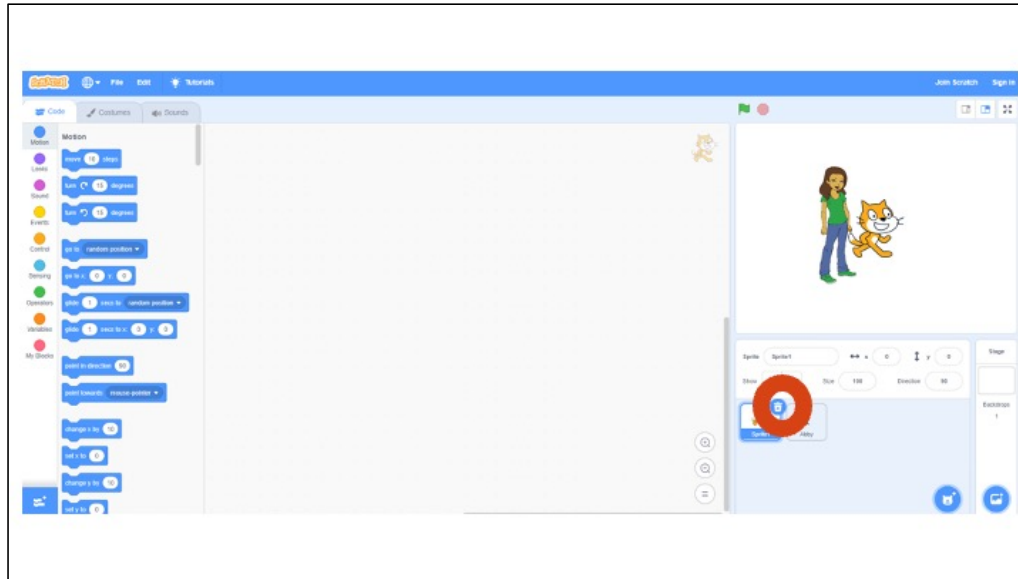 SCRATCH File Edit Tutorials Join Scratch Sign in
Code Costumes Sounds
Motion
Looks
Sound
Events
Control
Sensing
Operators
Variables
My Blocks
Motion
move 10 steps
turn 15 degrees
turn 15 degrees
go to random position
go to x: 0 y: 0
glide 1 secs to random position
glide 1 secs to x: 0 y: 0
point in direction 90
point towards mouse-pointer
change x by 10
set x to 0
change y by 10
set y to 0
Sprite Sprite1 x 0 y 0
Show Size 100 Direction 90
Abby
Stage
Backdrops
1